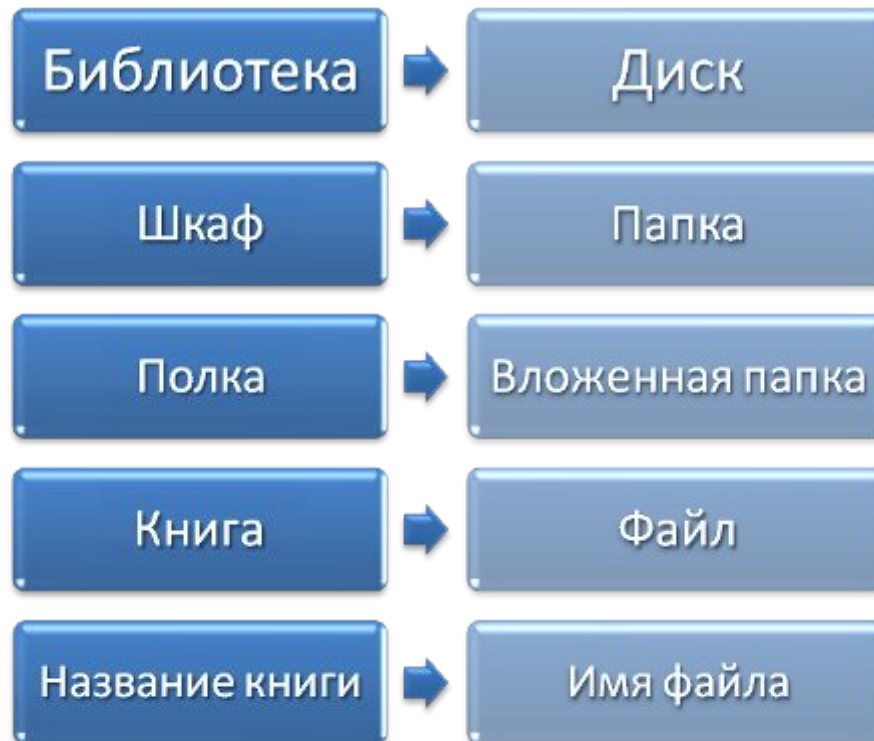 Библиотека
Диск
Шкаф
Папка
Полка
Вложенная папка
Книга
Файл
Название книги
Имя файла